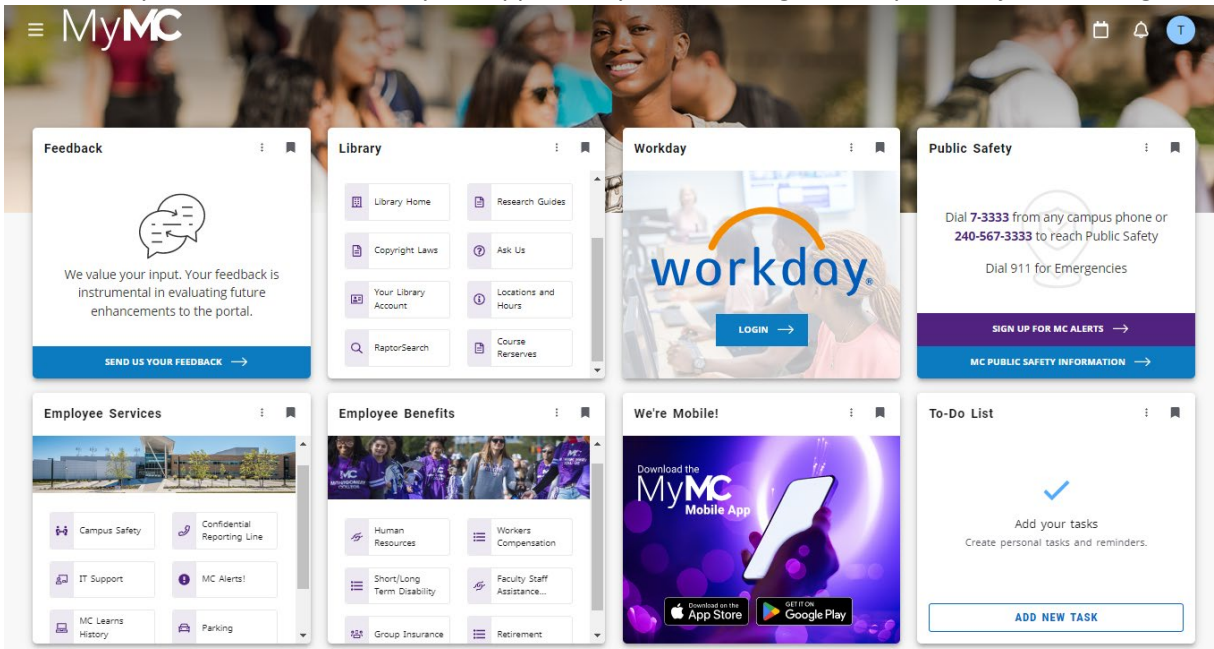 MyMC
T
Feedback
We value your input. Your feedback is
instrumental in evaluating future
enhancements to the portal.
SEND US YOUR FEEDBACK
Library
Library Home
Research Guides
Copyright Laws
Ask Us
Your Library
Account
Locations and
Hours
RaptorSearch
Course
Rerserves
Workday
workday
LOGIN
Public Safety
Dial 7-3333 from any campus phone or
240-567-3333 to reach Public Safety
Dial 911 for Emergencies
SIGN UP FOR MC ALERTS
MC PUBLIC SAFETY INFORMATION
Employee Services
Campus Safety
Confidential
Reporting Line
IT Support
MC Alerts!
MC Learns
History
Parking
Employee Benefits
Human
Resources
Workers
Compensation
Short/Long
Term Disability
Faculty Staff
Assistance...
Group Insurance
Retirement
We're Mobile!
Download the
MyMC
Mobile App
Download on the
App Store
GET IT ON
Google Play
To-Do List
Add your tasks
Create personal tasks and reminders.
ADD NEW TASK